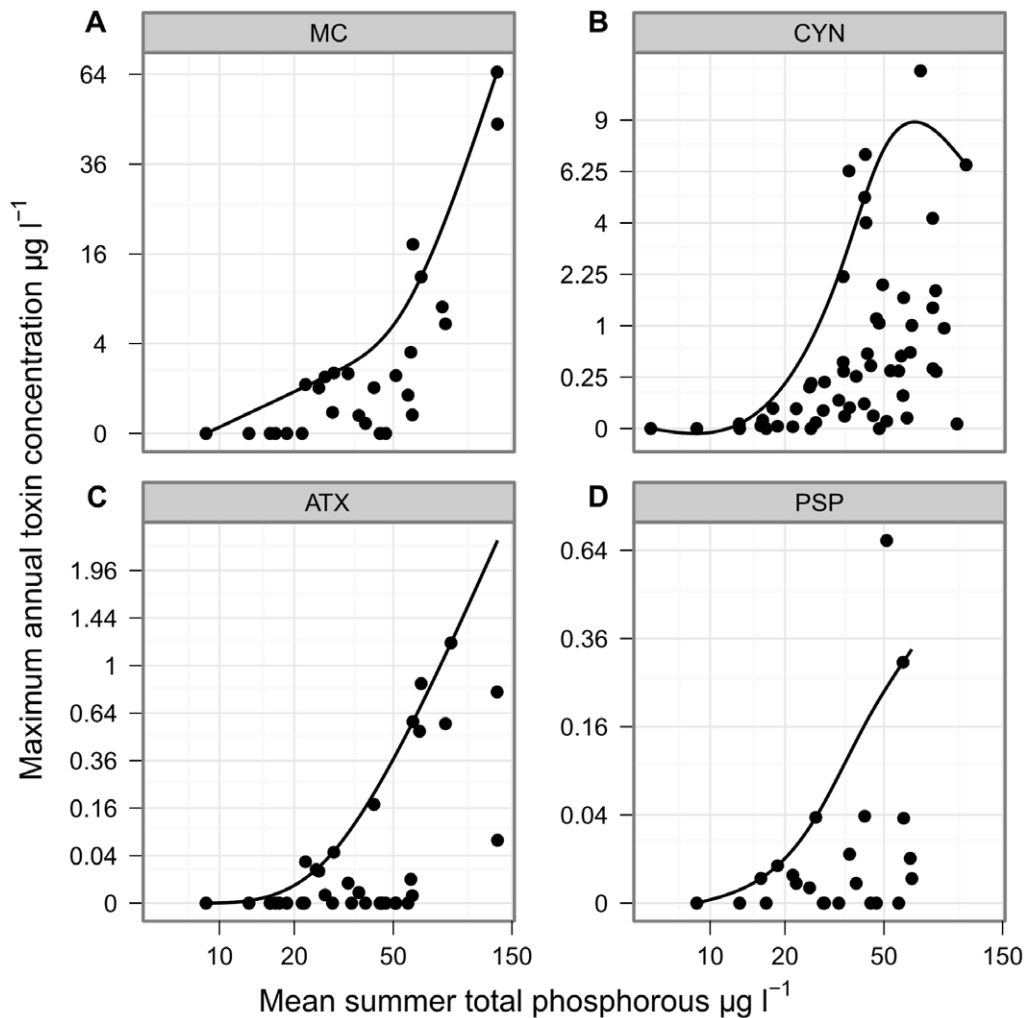 A
MC
64
36
16
4
0
B
CYN
9
6.25
4
2.25
1
0.25
0
C
ATX
1.96
1.44
1
0.64
0.36
0.16
0.04
0
10 20 50 150
D
PSP
0.64
0.36
0.16
0.04
0
10 20 50 150
Maximum annual toxin concentration µg l⁻¹
Mean summer total phosphorous µg l⁻¹